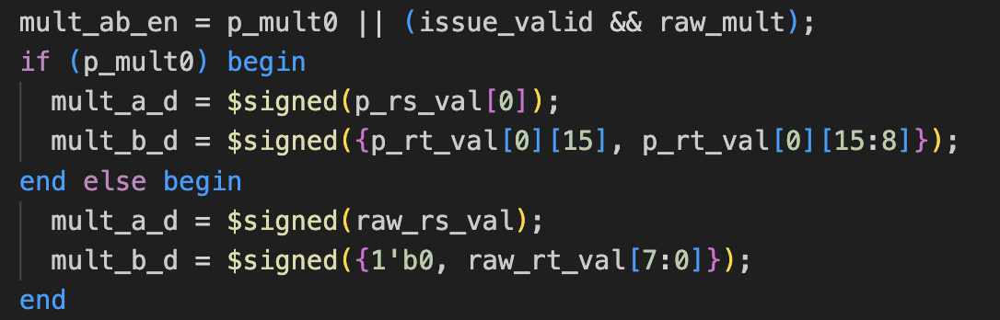 mult_ab_en = p_mult0 || (issue_valid && raw_mult);
if (p_mult0) begin
  mult_a_d = $signed(p_rs_val[0]);
  mult_b_d = $signed({p_rt_val[0][15], p_rt_val[0][15:8]});
end else begin
  mult_a_d = $signed(raw_rs_val);
  mult_b_d = $signed({1'b0, raw_rt_val[7:0]});
end